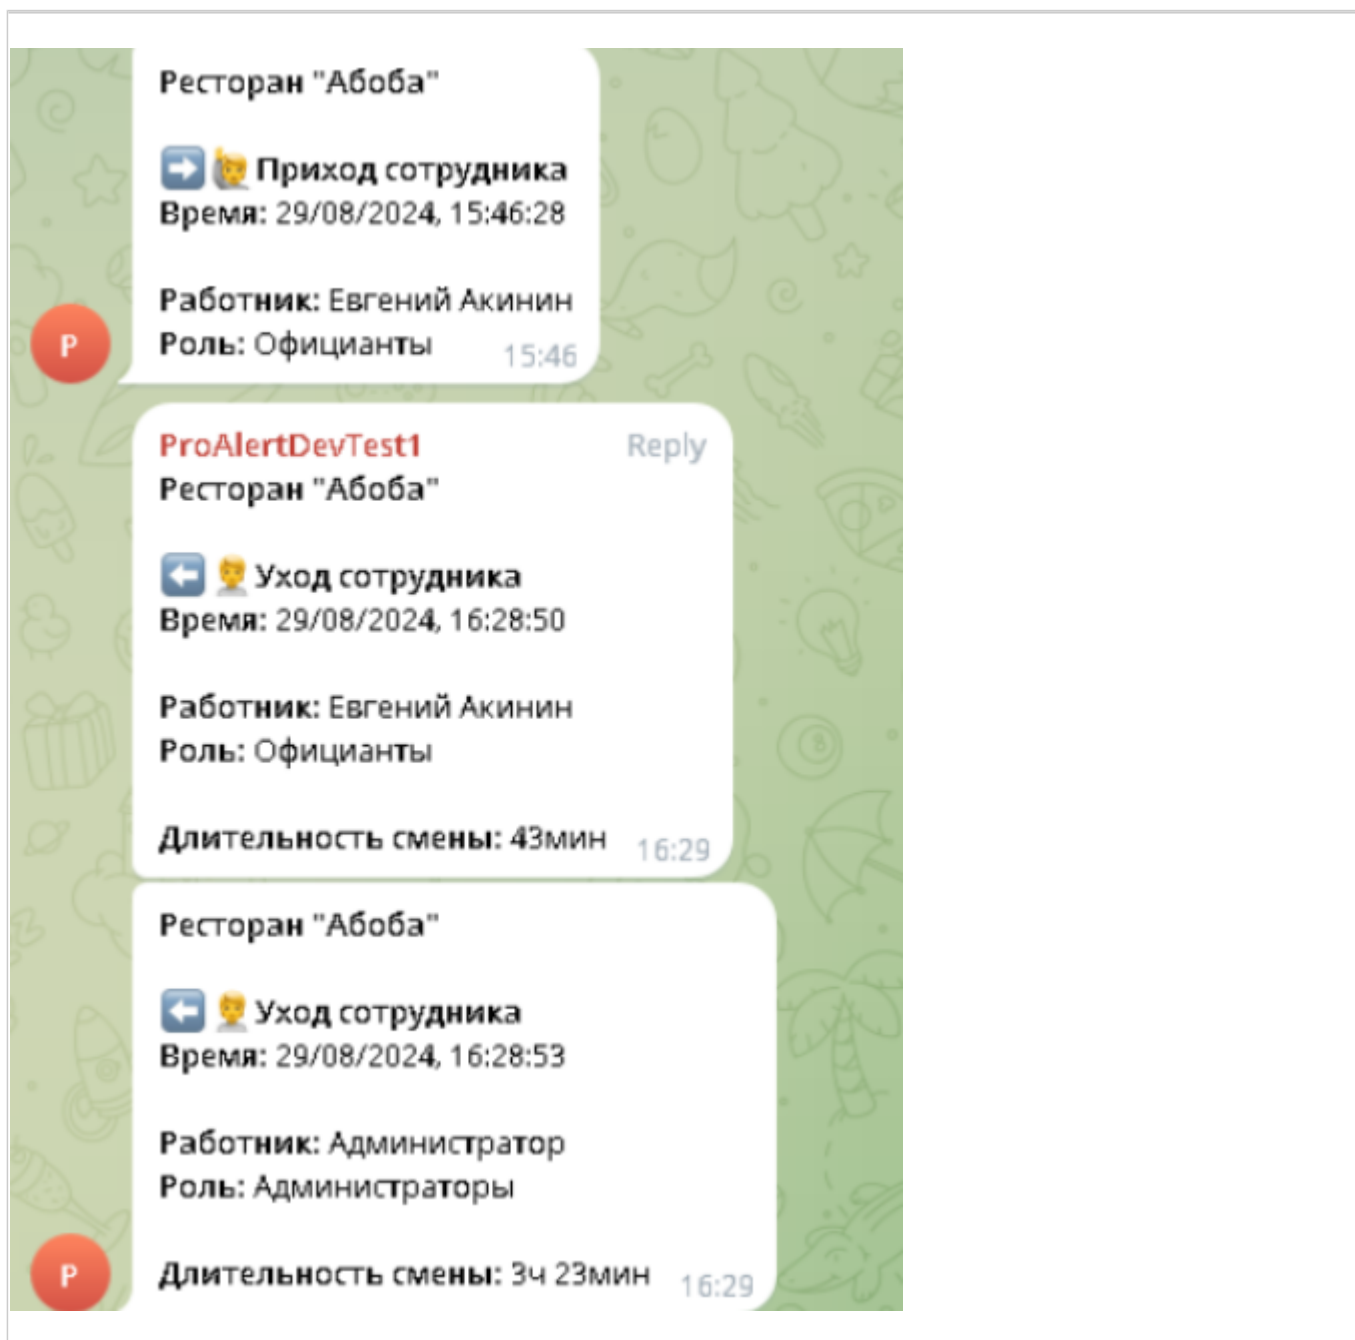 Ресторан "Абоба"
Приход сотрудника
Время: 29/08/2024, 15:46:28
Работник: Евгений Акинин
Роль: Официанты
15:46
P
ProAlertDevTest1
Reply
Ресторан "Абоба"
Уход сотрудника
Время: 29/08/2024, 16:28:50
Работник: Евгений Акинин
Роль: Официанты
Длительность смены: 43мин
16:29
Ресторан "Абоба"
Уход сотрудника
Время: 29/08/2024, 16:28:53
Работник: Администратор
Роль: Администраторы
Длительность смены: 3ч 23мин
16:29
P